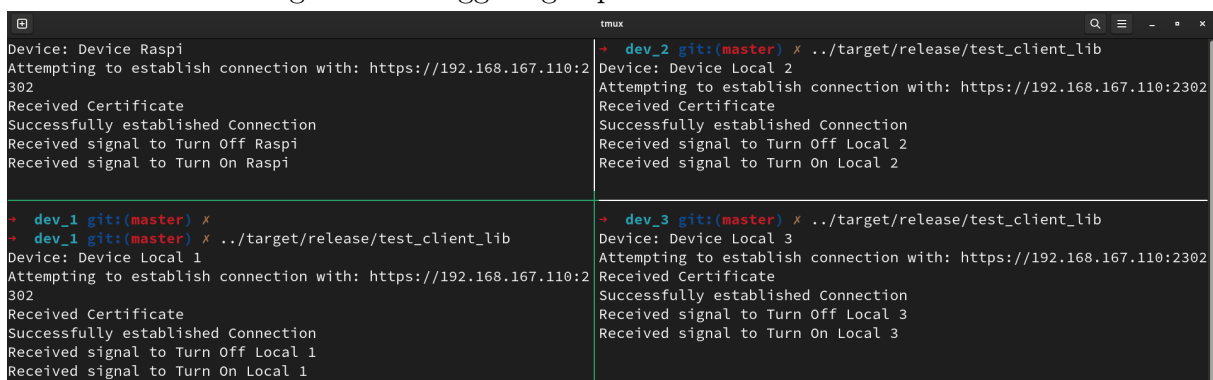 tmux
Device: Device Raspi
Attempting to establish connection with: https://192.168.167.110:2
302
Received Certificate
Successfully established Connection
Received signal to Turn Off Raspi
Received signal to Turn On Raspi
→ dev_2 git:(master) ✗ ../target/release/test_client_lib
Device: Device Local 2
Attempting to establish connection with: https://192.168.167.110:2302
Received Certificate
Successfully established Connection
Received signal to Turn Off Local 2
Received signal to Turn On Local 2
→ dev_1 git:(master) ✗
→ dev_1 git:(master) ✗ ../target/release/test_client_lib
Device: Device Local 1
Attempting to establish connection with: https://192.168.167.110:2
302
Received Certificate
Successfully established Connection
Received signal to Turn Off Local 1
Received signal to Turn On Local 1
→ dev_3 git:(master) ✗ ../target/release/test_client_lib
Device: Device Local 3
Attempting to establish connection with: https://192.168.167.110:2302
Received Certificate
Successfully established Connection
Received signal to Turn Off Local 3
Received signal to Turn On Local 3